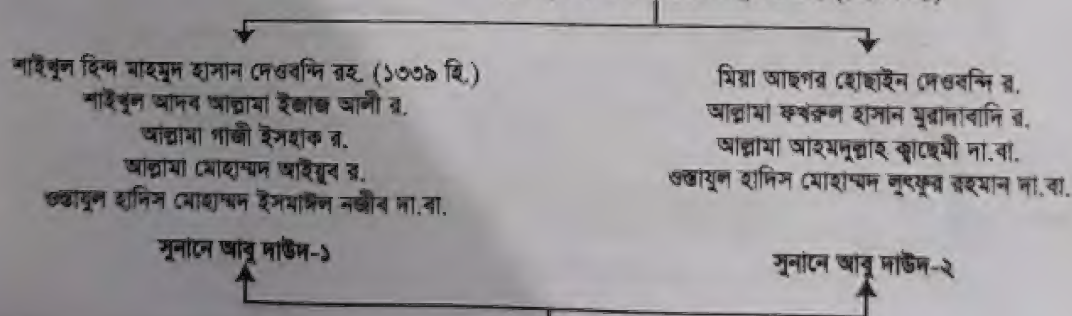 শাইখুল হিন্দ মাহমুদ হাসান দেওবন্দি রহ. (১৩৩৯ হি.)
শাইখুল আদব আল্লামা ইজাজ আলী র.
আল্লামা গাজী ইসহাক র.
আল্লামা মোহাম্মদ আইয়ুব র.
ওস্তাযুল হাদিস মোহাম্মদ ইসমাঈল নজীব দা.বা.
সুনানে আবু দাউদ-১
মিয়া আছগর হোছাইন দেওবন্দি র.
আল্লামা ফখরুল হাসান মুরাদাবাদি র.
আল্লামা আহমদুল্লাহ ক্বাছেমী দা.বা.
ওস্তাযুল হাদিস মোহাম্মদ লুৎফুর রহমান দা.বা.
সুনানে আবু দাউদ-২